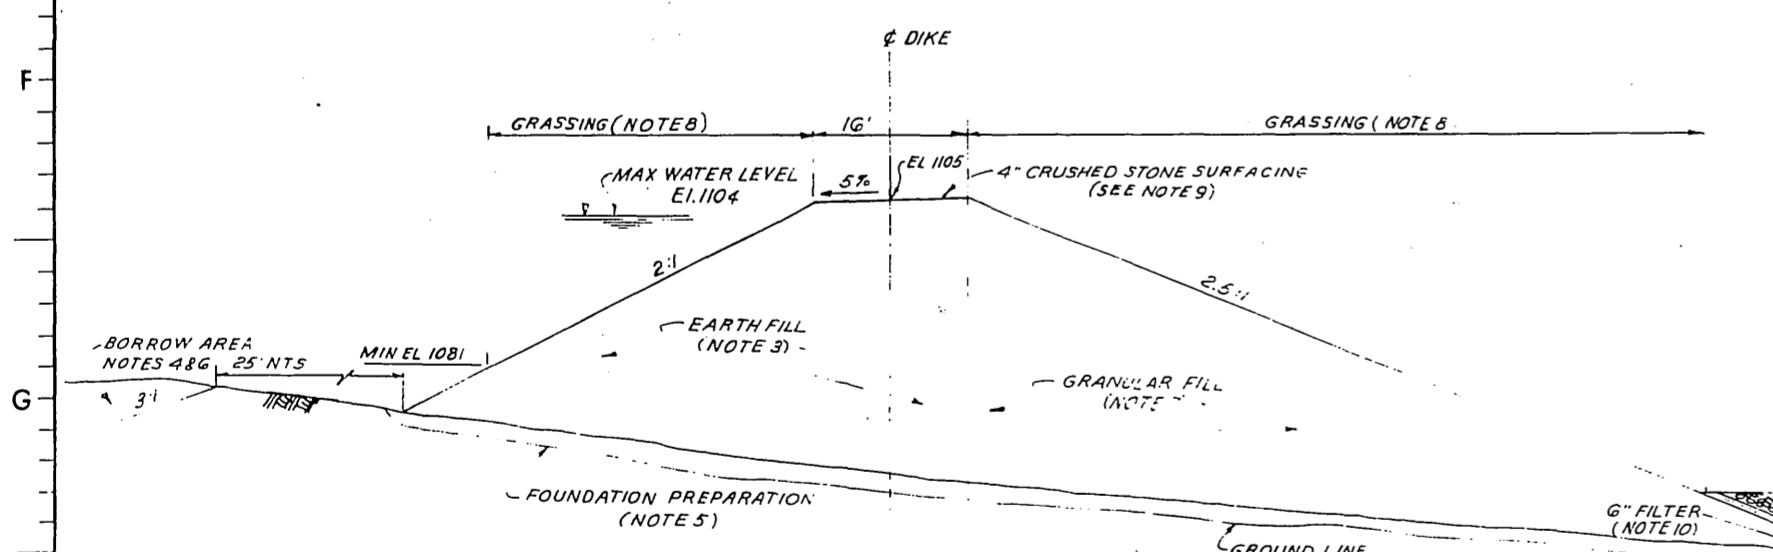 ℄ DIKE
F
GRASSING (NOTE 8)
16'
GRASSING ( NOTE 8
MAX WATER LEVEL
El. 1104
5%
EL 1105
4" CRUSHED STONE SURFACING
(SEE NOTE 9)
2:1
2.5:1
EARTH FILL
(NOTE 3)
BORROW AREA
NOTES 4&6
25' NTS
MIN EL 1081
GRANULAR FILL
(NOTE
G
3:1
FOUNDATION PREPARATION
(NOTE 5)
6" FILTER
(NOTE 10)
GROUND LINE